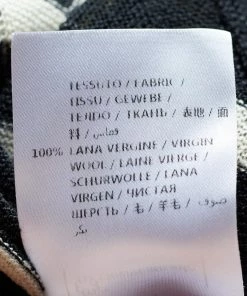 TESSUTO / FABRIC /
TISSU / GEWEBE /
TEJIDO / ТКАНЬ / 表地 / 面
料 / قماش /
100% LANA VERGINE / VIRGIN
WOOL / LAINE VIERGE /
SCHURWOLLE / LANA
VIRGEN / ЧИСТАЯ
ШЕРСТЬ / 毛 / 羊毛 / صوف
بكر